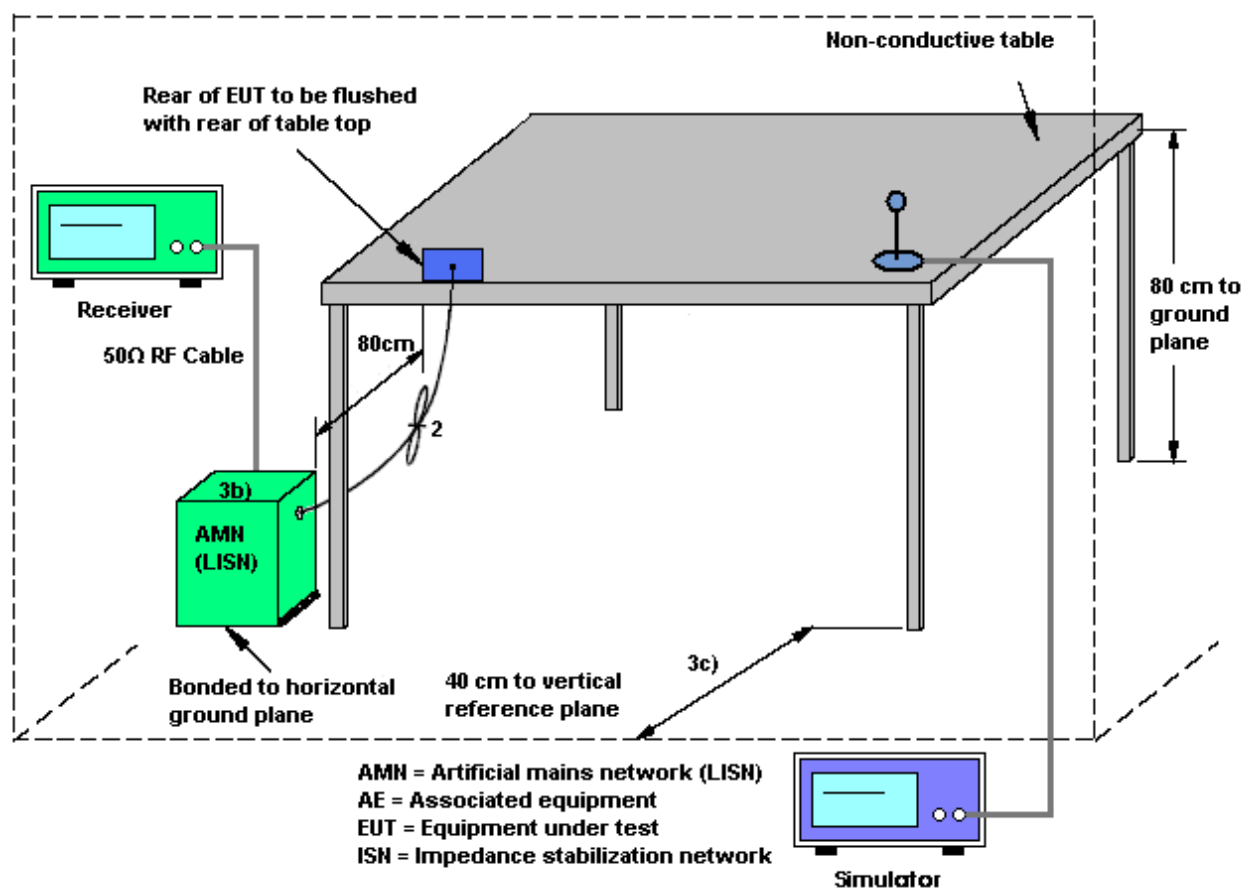 Non-conductive table
Rear of EUT to be flushed
with rear of table top
Receiver
50Ω RF Cable
80cm
80 cm to
ground
plane
2
3b)
AMN
(LISN)
3c)
Bonded to horizontal
ground plane
40 cm to vertical
reference plane
AMN = Artificial mains network (LISN)
AE = Associated equipment
EUT = Equipment under test
ISN = Impedance stabilization network
Simulator